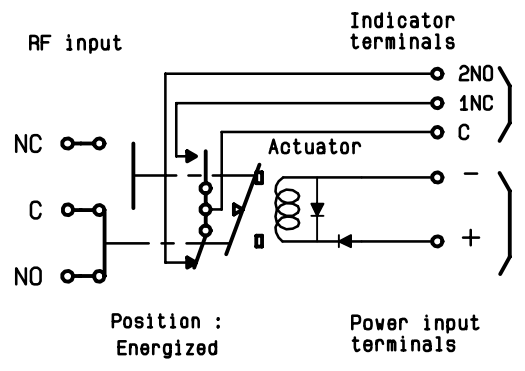 Indicator
terminals
RF input
2NO
1NC
C
Actuator
NC
C
NO
−
+
Position :
Energized
Power input
terminals